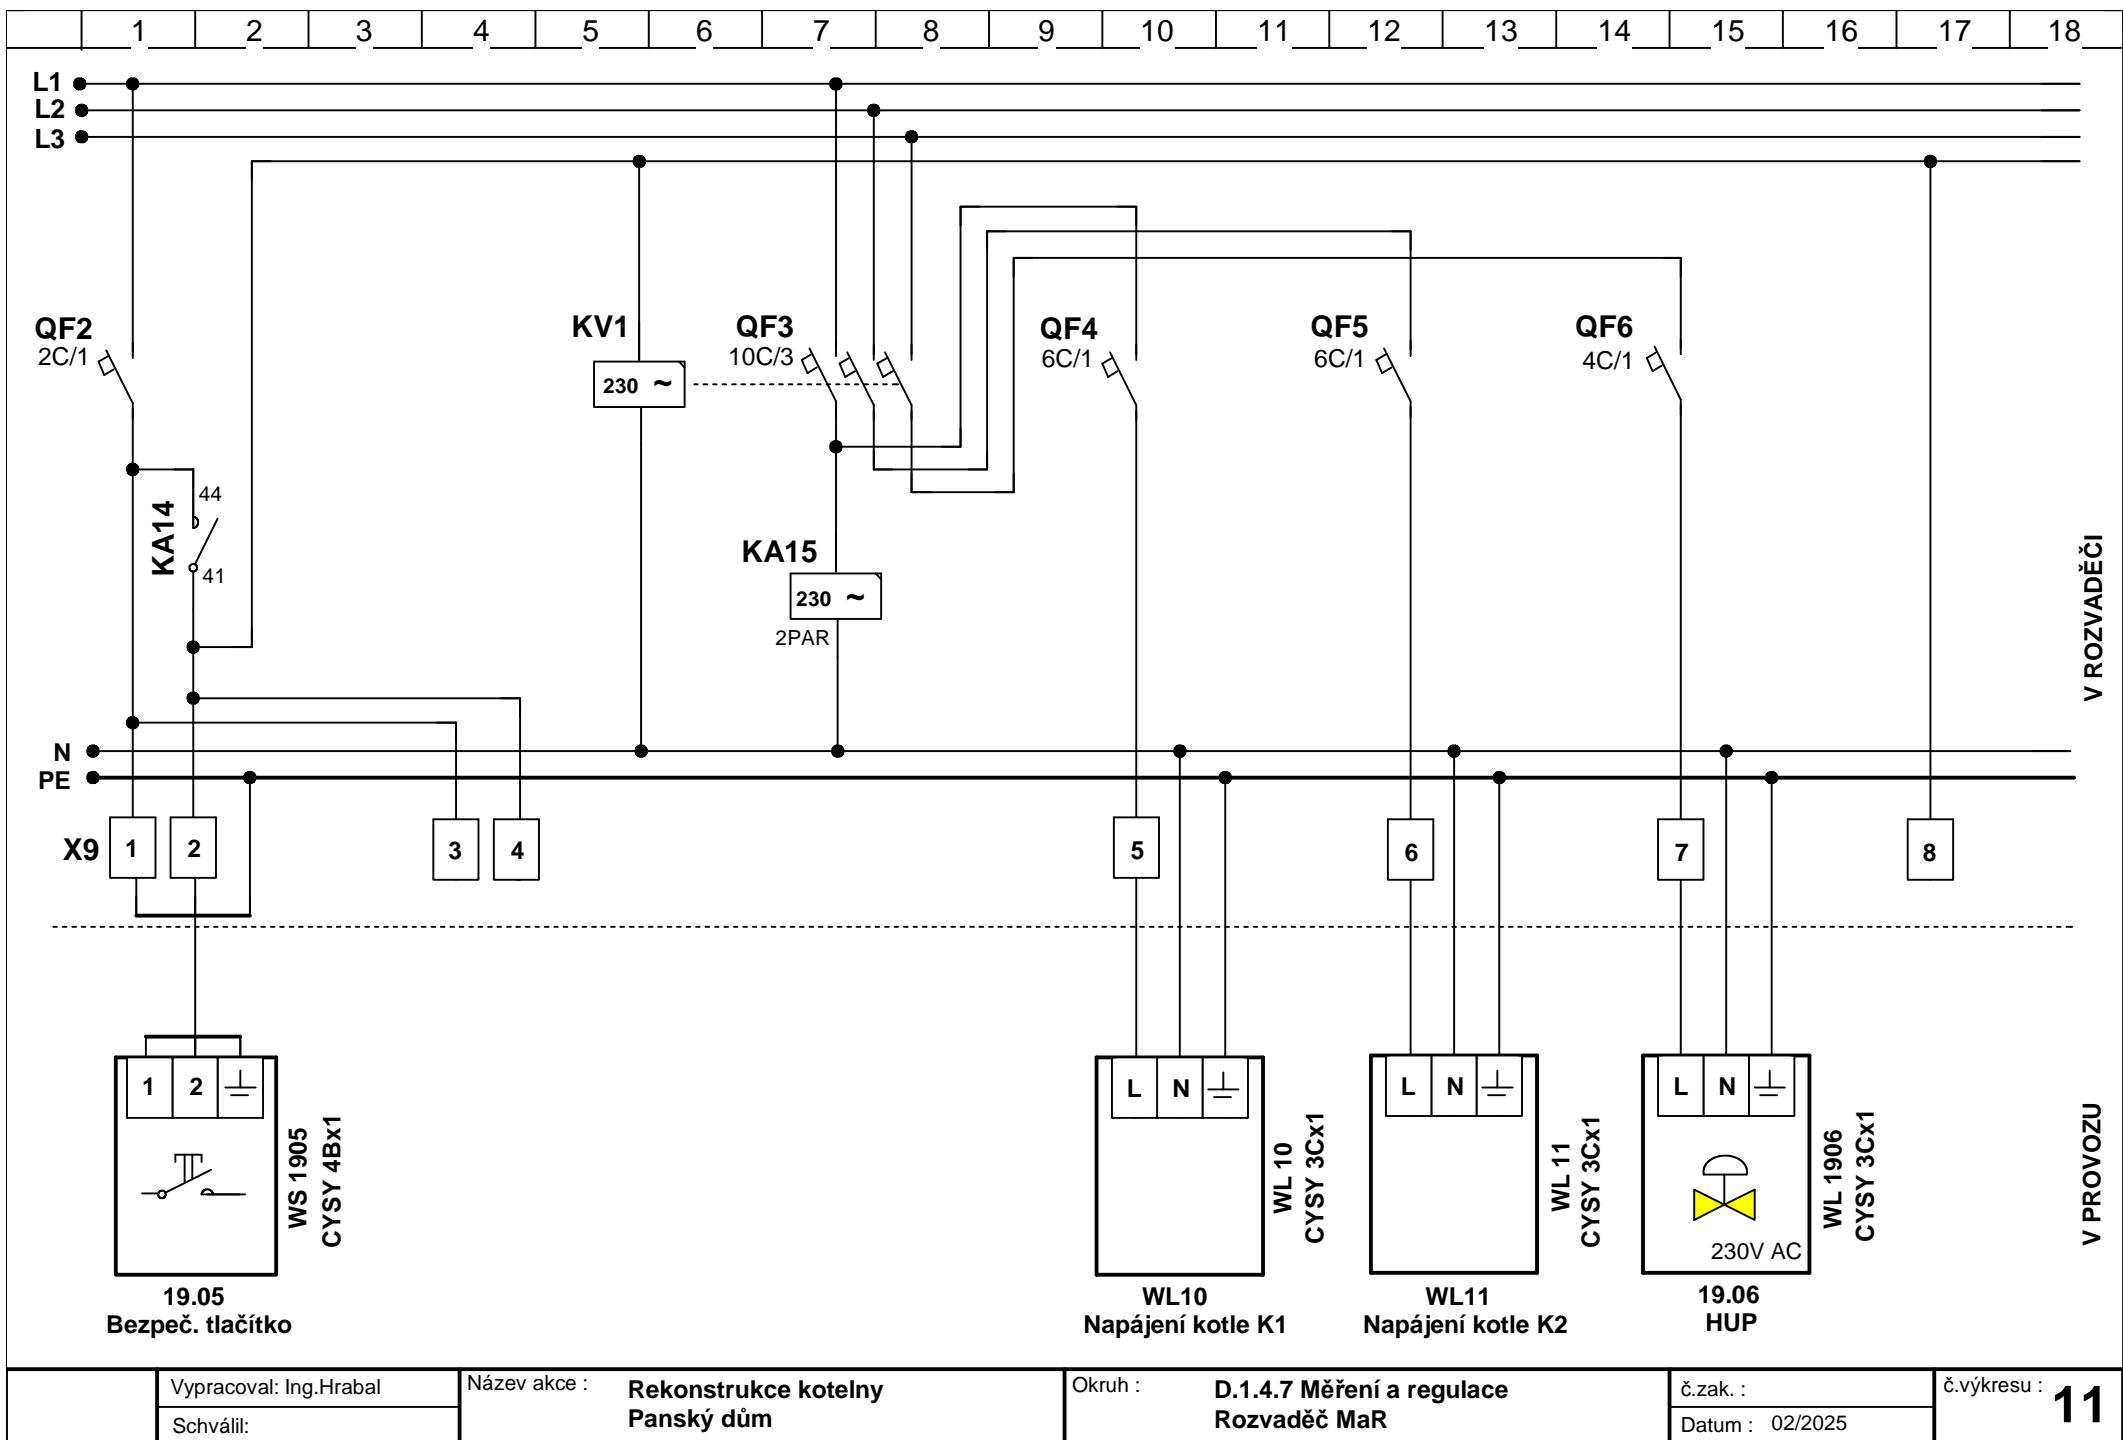 1 2 3 4 5 6 7 8 9 10 11 12 13 14 15 16 17 18
L1
L2
L3
QF2
2C/1
KV1
230 ~
QF3
10C/3
QF4
6C/1
QF5
6C/1
QF6
4C/1
KA14
44
41
KA15
230 ~
2PAR
V ROZVADĚČI
N
PE
X9 1 2 3 4 5 6 7 8
1 2
WS 1905
CYSY 4Bx1
19.05
Bezpeč. tlačítko
L N
WL 10
CYSY 3Cx1
WL10
Napájení kotle K1
L N
WL 11
CYSY 3Cx1
WL11
Napájení kotle K2
L N
230V AC
WL 1906
CYSY 3Cx1
19.06
HUP
V PROVOZU
Vypracoval: Ing.Hrabal
Schválil:
Název akce :
Rekonstrukce kotelny
Panský dům
Okruh :
D.1.4.7 Měření a regulace
Rozvaděč MaR
č.zak. :
Datum : 02/2025
č.výkresu : 11